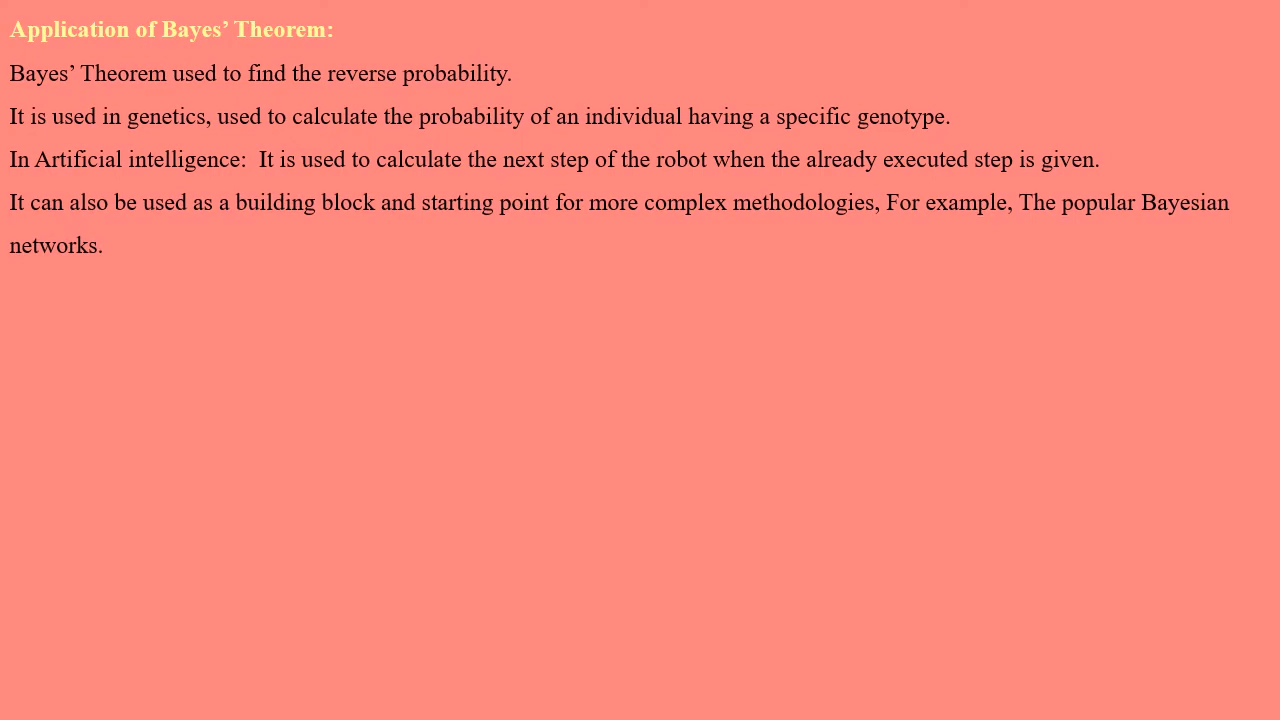 Application of Bayes’ Theorem:
Bayes’ Theorem used to find the reverse probability.
It is used in genetics, used to calculate the probability of an individual having a specific genotype.
In Artificial intelligence:  It is used to calculate the next step of the robot when the already executed step is given.
It can also be used as a building block and starting point for more complex methodologies, For example, The popular Bayesian
networks.